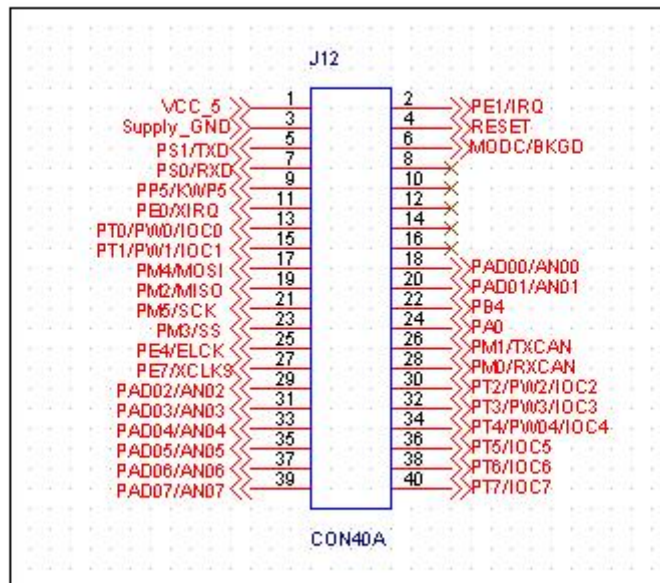 J12
VCC_5 1 2 PE1/IRQ
Supply_GND 3 4 RESET
PS1/TXD 5 6 MODC/BKGD
PS0/RXD 7 8
PP5/KWP5 9 10
PE0/XIRQ 11 12
PT0/PW0/IOC0 13 14
PT1/PW1/IOC1 15 16
PM4/MOSI 17 18 PAD00/AN00
PM2/MISO 19 20 PAD01/AN01
PM5/SCK 21 22 PB4
PM3/SS 23 24 PA0
PE4/ELCK 25 26 PM1/TXCAN
PE7/XCLKS 27 28 PM0/RXCAN
PAD02/AN02 29 30 PT2/PW2/IOC2
PAD03/AN03 31 32 PT3/PW3/IOC3
PAD04/AN04 33 34 PT4/PW04/IOC4
PAD05/AN05 35 36 PT5/IOC5
PAD06/AN06 37 38 PT6/IOC6
PAD07/AN07 39 40 PT7/IOC7
CON40A